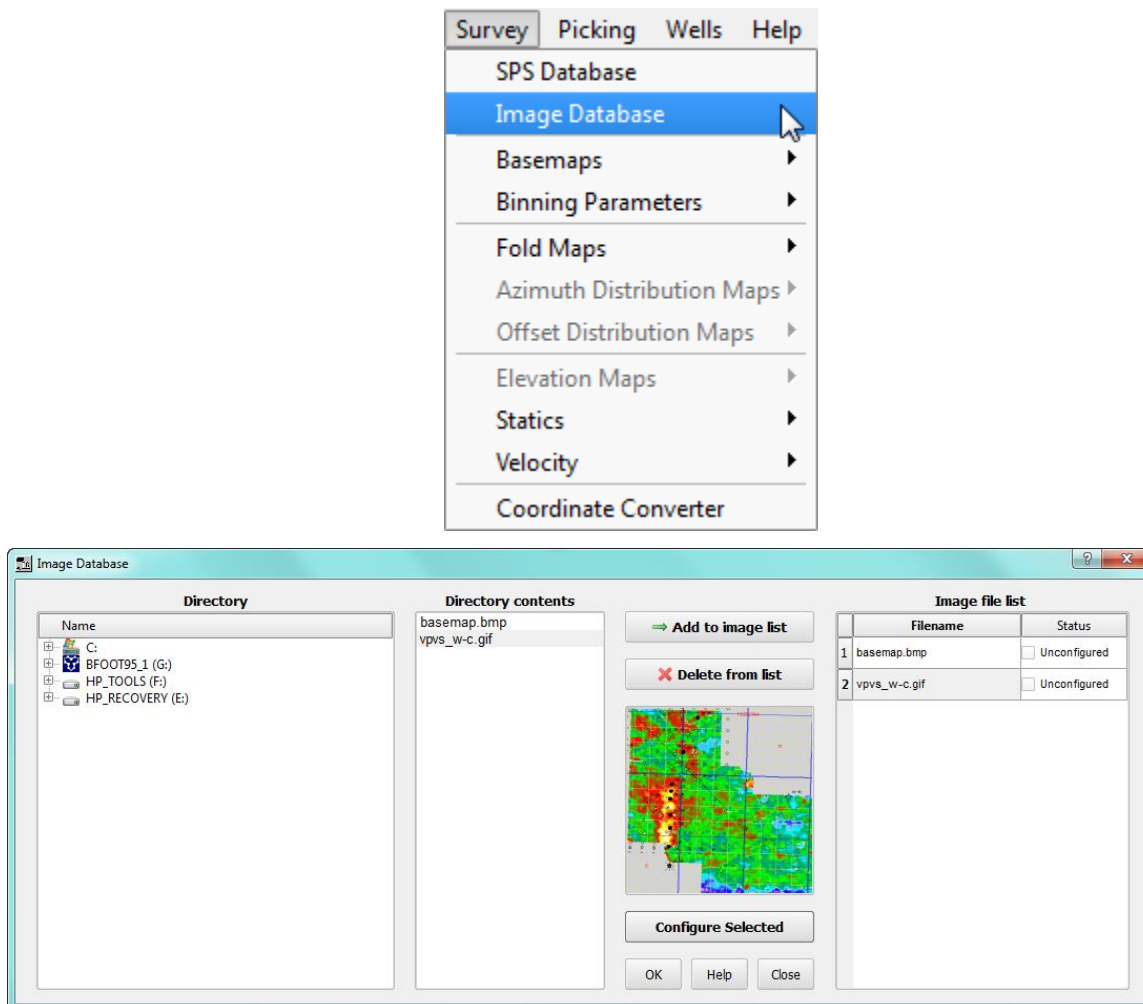 Survey Picking Wells Help
SPS Database
Image Database
Basemaps
Binning Parameters
Fold Maps
Azimuth Distribution Maps
Offset Distribution Maps
Elevation Maps
Statics
Velocity
Coordinate Converter
Image Database
Directory
Name
C:
BFOOT95_1 (G:)
HP_TOOLS (F:)
HP_RECOVERY (E:)
Directory contents
basemap.bmp
vpvs_w-c.gif
Add to image list
Delete from list
Configure Selected
OK Help Close
Image file list
Filename Status
1 basemap.bmp Unconfigured
2 vpvs_w-c.gif Unconfigured